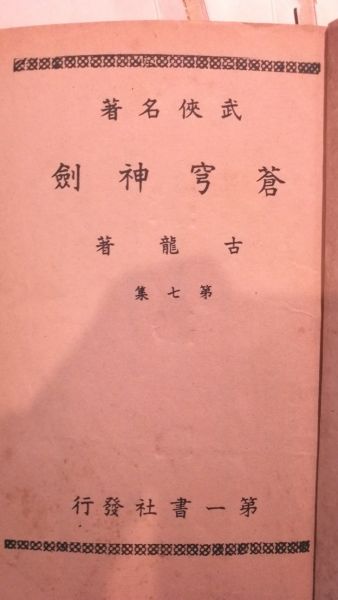 武俠名著
蒼穹神劍
古龍著
第七集
第一書社發行